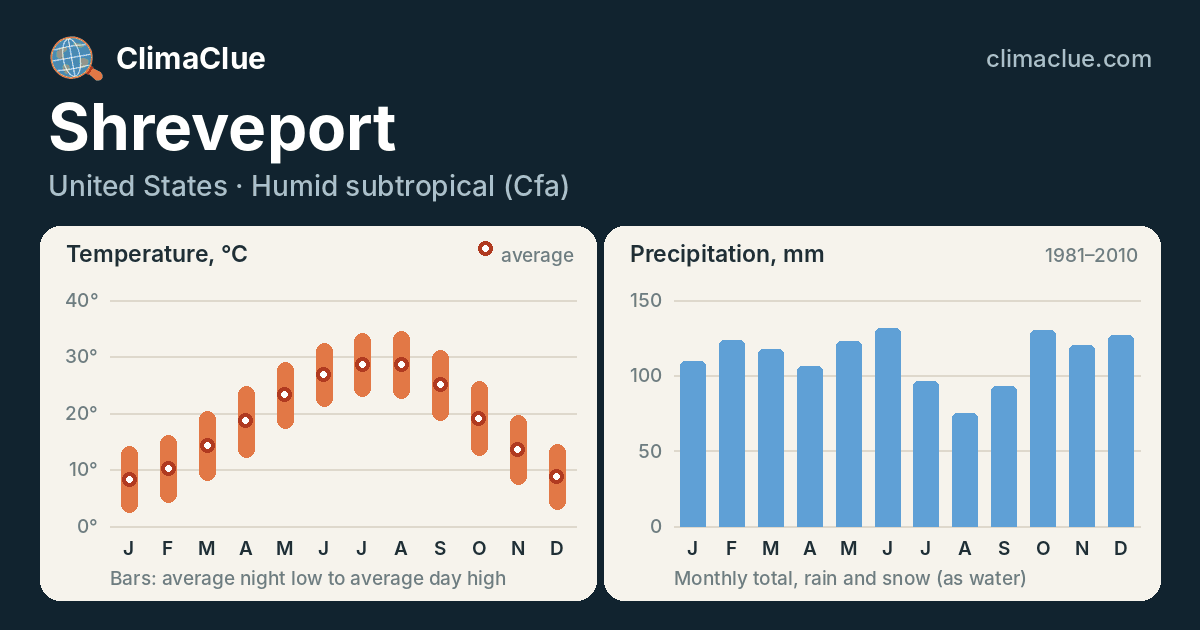 ClimaClue
climaclue.com
Shreveport
United States · Humid subtropical (Cfa)
Temperature, °C
average
40°
30°
20°
10°
0°
J F M A M J J A S O N D
Bars: average night low to average day high
Precipitation, mm
1981–2010
150
100
50
0
J F M A M J J A S O N D
Monthly total, rain and snow (as water)